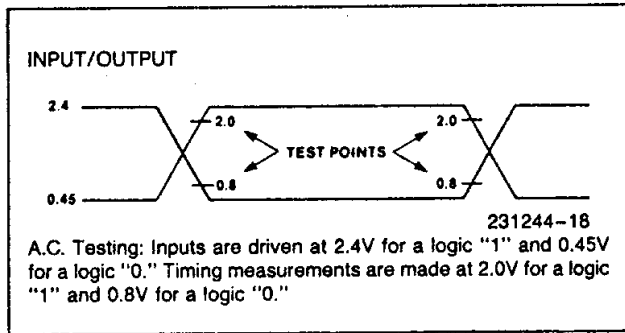 INPUT/OUTPUT
2.4
2.0
2.0
TEST POINTS
0.8
0.8
0.45
231244-18
A.C. Testing: Inputs are driven at 2.4V for a logic "1" and 0.45V
for a logic "0." Timing measurements are made at 2.0V for a logic
"1" and 0.8V for a logic "0."